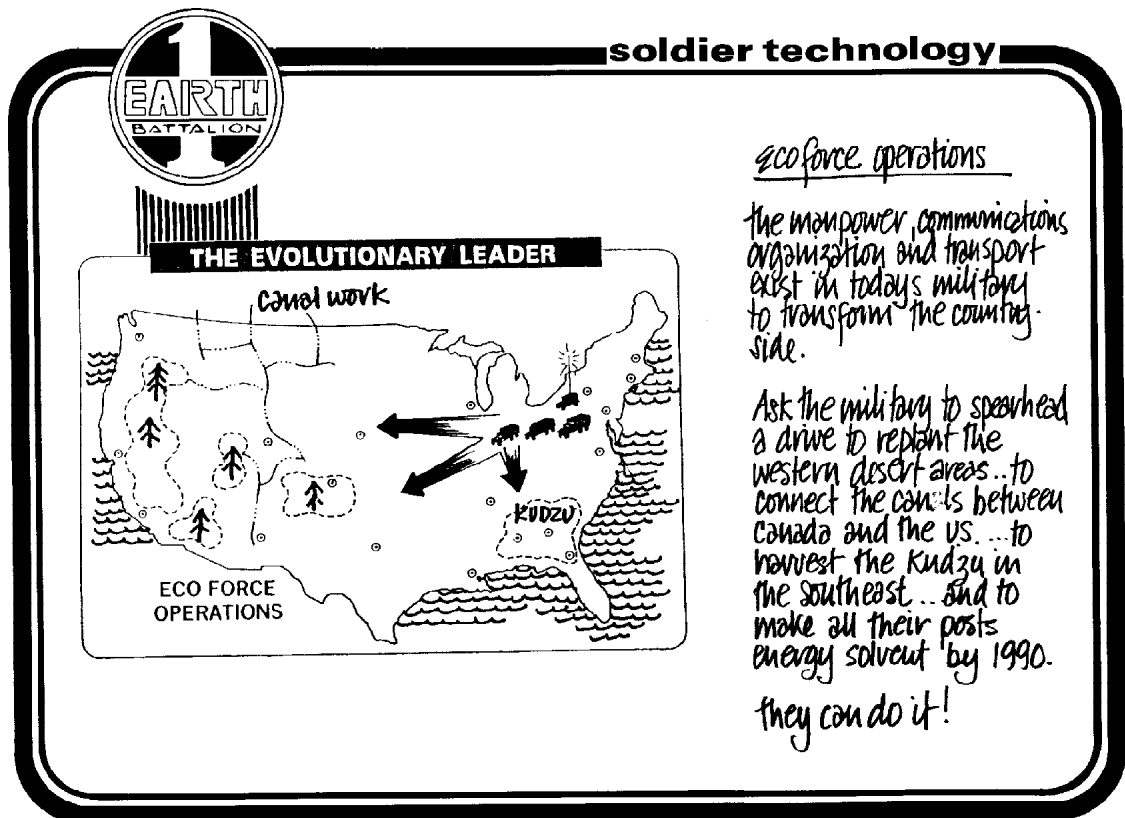 soldier technology
1
EARTH
BATTALION
THE EVOLUTIONARY LEADER
canal work
KUDZU
ECO FORCE
OPERATIONS
ecoforce operations
the manpower, communications
organization and transport
exist in todays military
to transform the country-
side.
Ask the military to spearhead
a drive to replant the
western desert areas...to
connect the canals between
Canada and the US....to
harvest the Kudzu in
the southeast...and to
make all their posts
energy solvent by 1990.
they can do it!